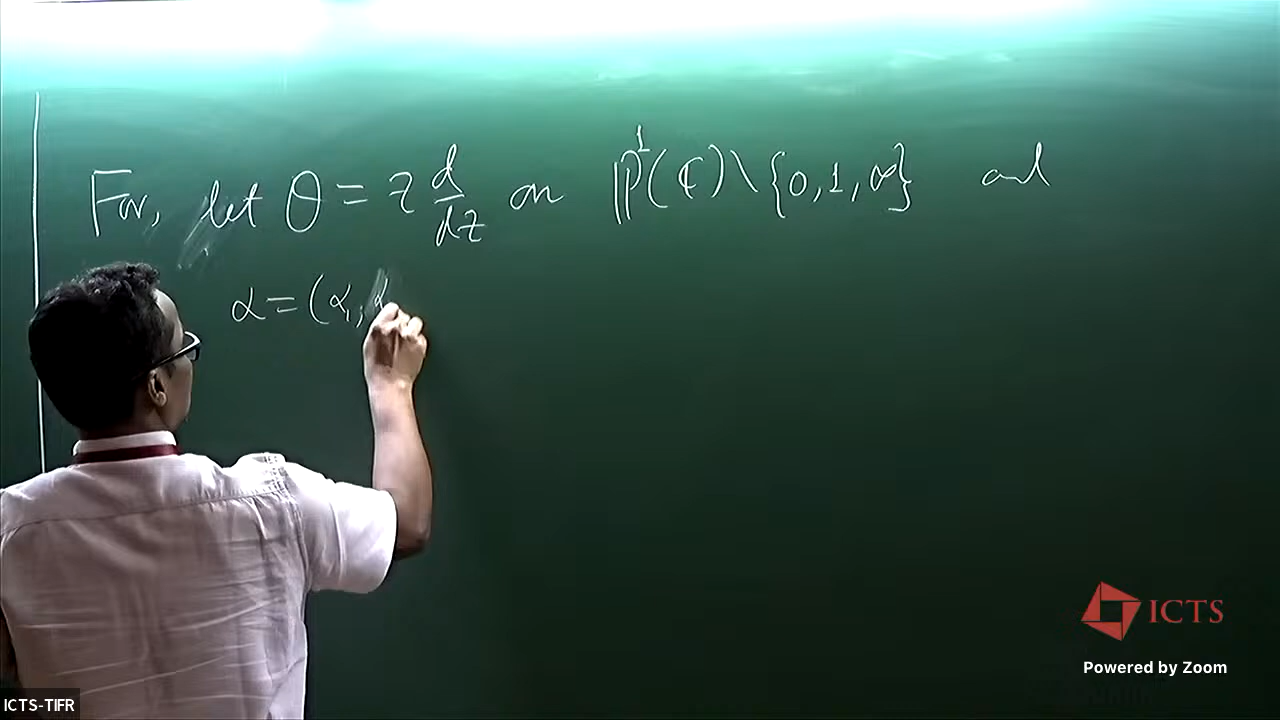 For, let θ = z d/dz on ℙ¹(ℂ) \ {0, 1, ∞} and
α = (α₁, α
ICTS
Powered by Zoom
ICTS-TIFR